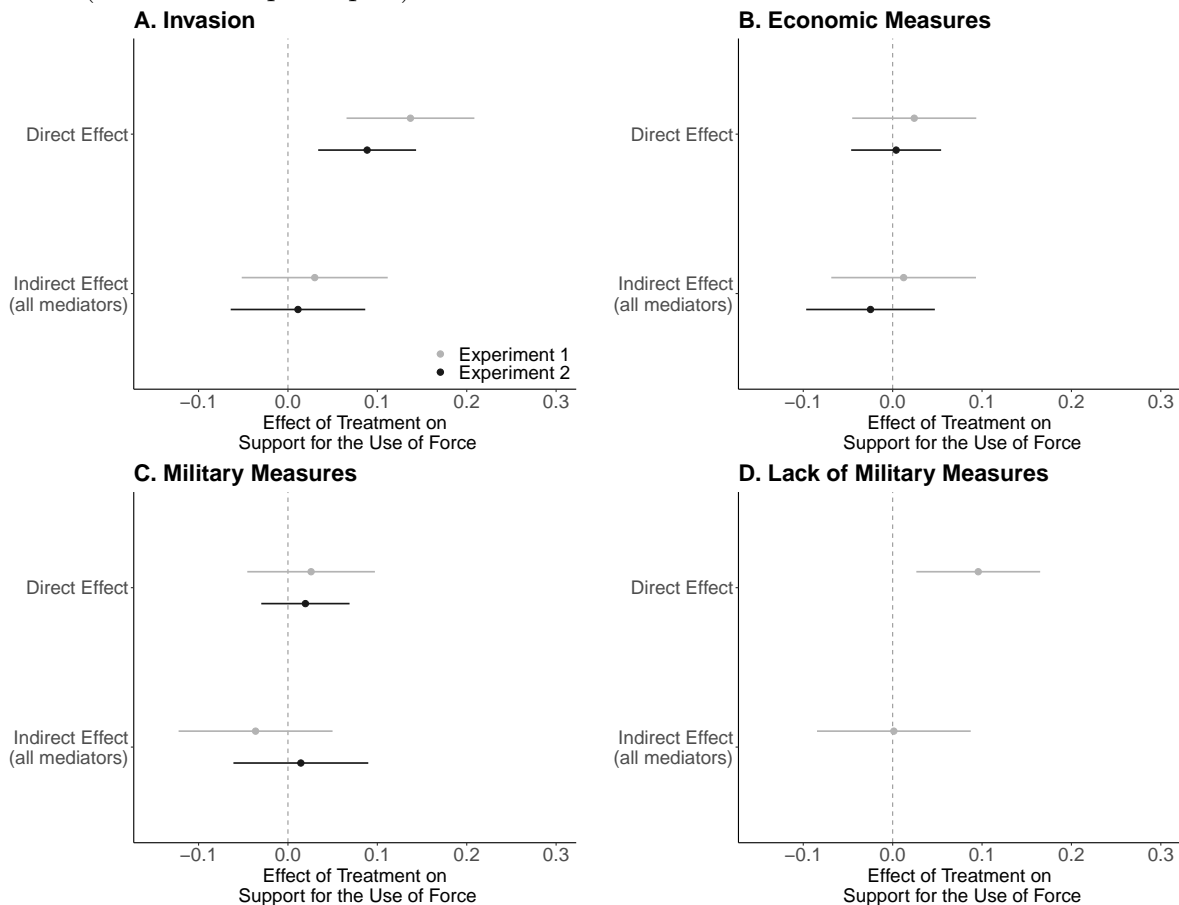 A. Invasion
Direct Effect
Indirect Effect
(all mediators)
Experiment 1
Experiment 2
−0.1 0.0 0.1 0.2 0.3
Effect of Treatment on
Support for the Use of Force
B. Economic Measures
Direct Effect
Indirect Effect
(all mediators)
−0.1 0.0 0.1 0.2 0.3
Effect of Treatment on
Support for the Use of Force
C. Military Measures
Direct Effect
Indirect Effect
(all mediators)
−0.1 0.0 0.1 0.2 0.3
Effect of Treatment on
Support for the Use of Force
D. Lack of Military Measures
Direct Effect
Indirect Effect
(all mediators)
−0.1 0.0 0.1 0.2 0.3
Effect of Treatment on
Support for the Use of Force